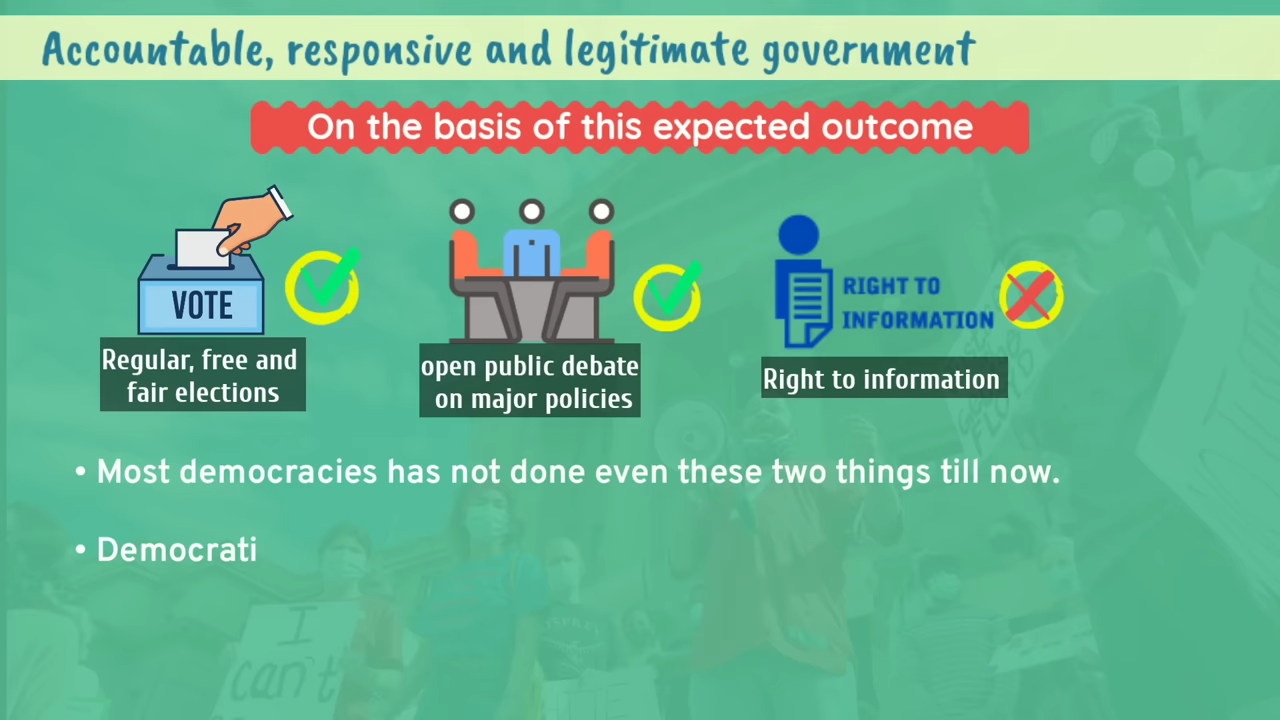 Accountable, responsive and legitimate government
On the basis of this expected outcome
VOTE
RIGHT TO
INFORMATION
Regular, free and
fair elections
open public debate
on major policies
Right to information
• Most democracies has not done even these two things till now.
• Democrati
I
can't